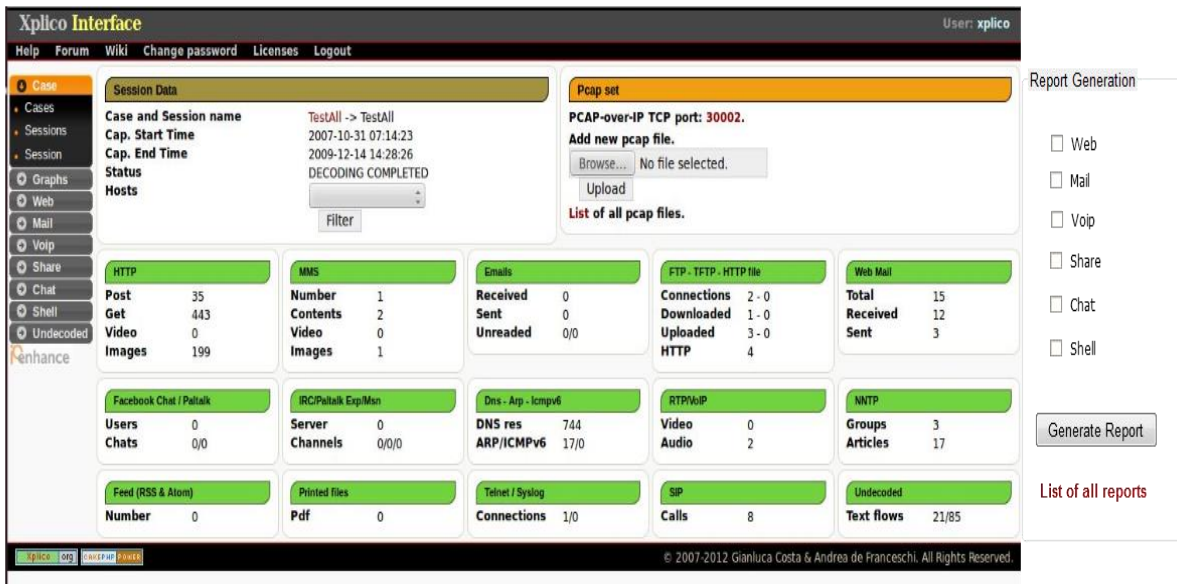 Xplico Interface
User: xplico
Help Forum Wiki Change password Licenses Logout
Case
Cases
Sessions
Session
Graphs
Web
Mail
Voip
Share
Chat
Shell
Undecoded
enhance
Session Data
Case and Session name TestAll -> TestAll
Cap. Start Time 2007-10-31 07:14:23
Cap. End Time 2009-12-14 14:28:26
Status DECODING COMPLETED
Hosts
Filter
Pcap set
PCAP-over-IP TCP port: 30002.
Add new pcap file.
Browse... No file selected.
Upload
List of all pcap files.
HTTP
Post 35
Get 443
Video 0
Images 199
MMS
Number 1
Contents 2
Video 0
Images 1
Emails
Received 0
Sent 0
Unreaded 0/0
FTP - TFTP - HTTP file
Connections 2 - 0
Downloaded 1 - 0
Uploaded 3 - 0
HTTP 4
Web Mail
Total 15
Received 12
Sent 3
Facebook Chat / Paltalk
Users 0
Chats 0/0
IRC/Paltalk Exp/Msn
Server 0
Channels 0/0/0
Dns - Arp - Icmpv6
DNS res 744
ARP/ICMPv6 17/0
RTP/VoIP
Video 0
Audio 2
NNTP
Groups 3
Articles 17
Feed (RSS & Atom)
Number 0
Printed files
Pdf 0
Telnet / Syslog
Connections 1/0
SIP
Calls 8
Undecoded
Text flows 21/85
Xplico org CAKEPHP POWER
© 2007-2012 Gianluca Costa & Andrea de Franceschi. All Rights Reserved.
Report Generation
Web
Mail
Voip
Share
Chat
Shell
Generate Report
List of all reports